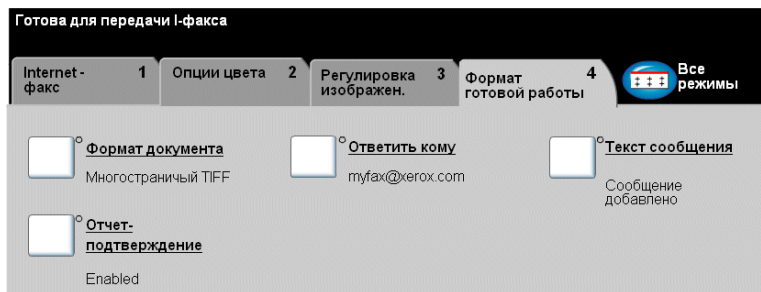 Готова для передачи I-факса
Internet - 1
факс
Опции цвета 2
Регулировка 3
изображен.
Формат 4
готовой работы
Все
режимы
Формат документа
Многостраничый TIFF
Ответить кому
myfax@xerox.com
Текст сообщения
Сообщение
добавлено
Отчет-
подтверждение
Enabled